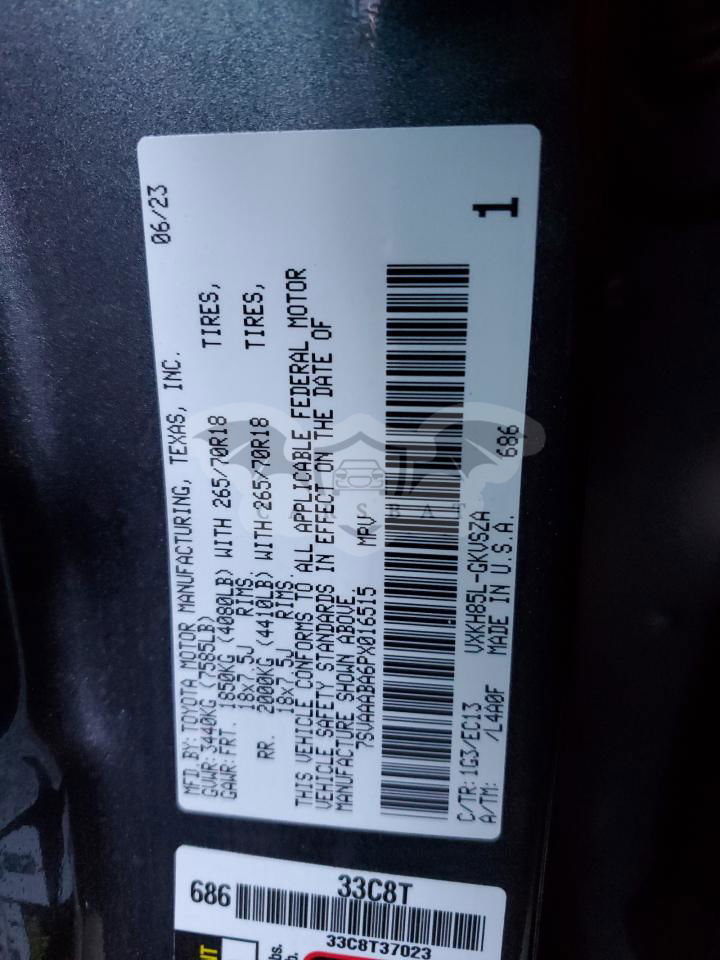 MFD.BY: TOYOTA MOTOR MANUFACTURING, TEXAS, INC. 06/23
GVWR: 3440KG (7585LB)
GAWR: FRT. 1850KG (4080LB) WITH 265/70R18 TIRES,
18x7.5J RIMS.
RR. 2000KG (4410LB) WITH 265/70R18 TIRES,
18x7.5J RIMS.
THIS VEHICLE CONFORMS TO ALL APPLICABLE FEDERAL MOTOR
VEHICLE SAFETY STANDARDS IN EFFECT ON THE DATE OF
MANUFACTURE SHOWN ABOVE.
7SVAAABA6PX016515 MPV
1
C/TR: 1G3/EC13 VXKH85L-GKVSZA 686
A/TM: /L4A0F MADE IN U.S.A.
CARSBAT
686 33C8T
33C8T37023